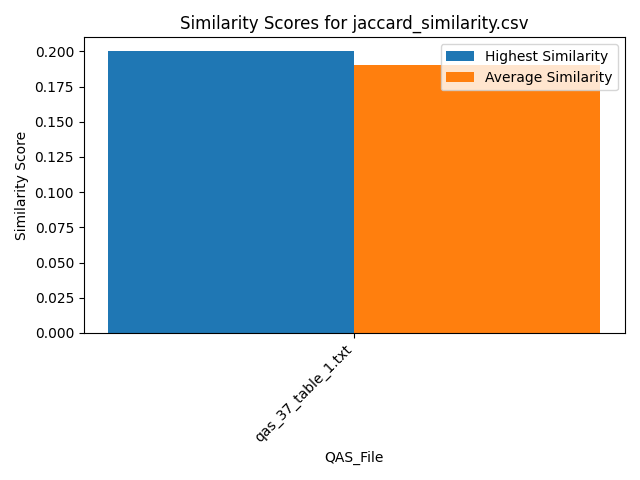 Similarity Scores for jaccard_similarity.csv
Highest Similarity
Average Similarity
Similarity Score
0.200
0.175
0.150
0.125
0.100
0.075
0.050
0.025
0.000
qas_37_table_1.txt
QAS_File